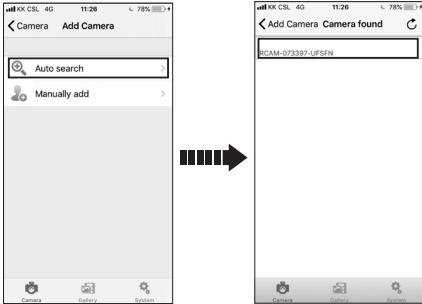 KK CSL 4G 11:26 78%
Camera Add Camera
Auto search
Manually add
Camera Gallery System
KK CSL 4G 11:26 78%
Add Camera Camera found
RCAM-073397-UFSFN
Camera Gallery System